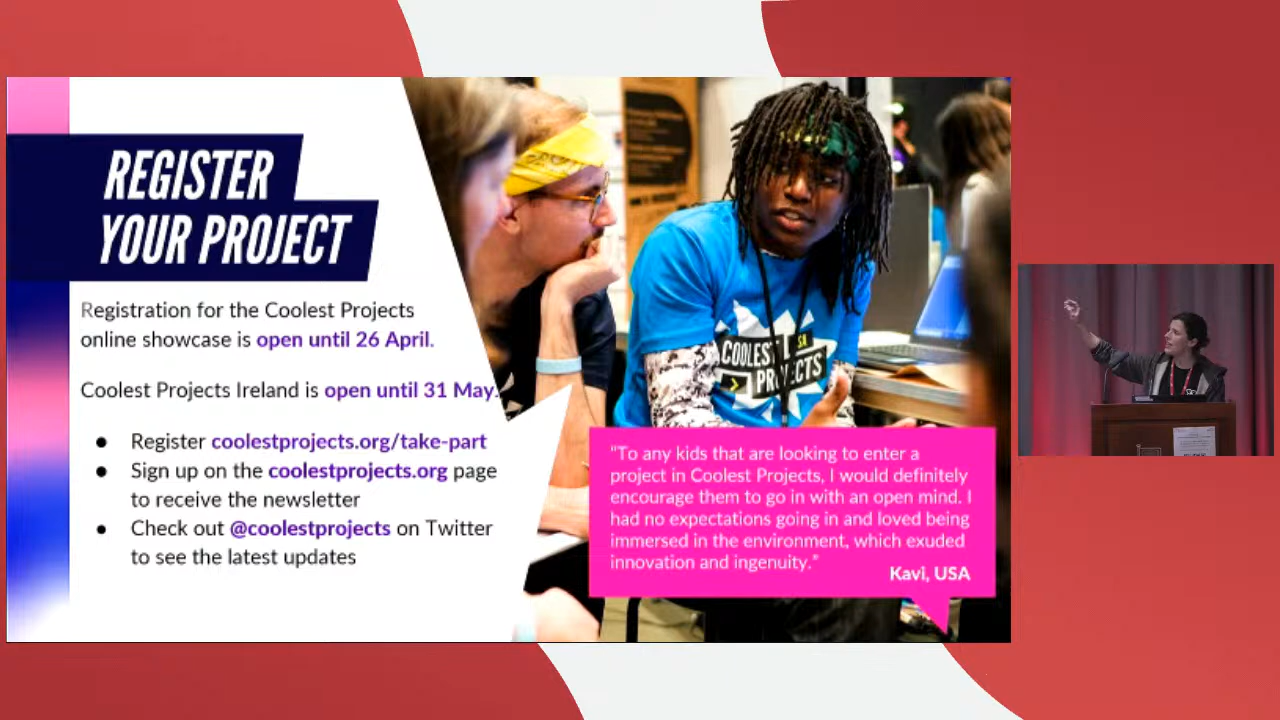 REGISTER
YOUR PROJECT
Registration for the Coolest Projects
online showcase is open until 26 April.
Coolest Projects Ireland is open until 31 May.
● Register coolestprojects.org/take-part
● Sign up on the coolestprojects.org page
to receive the newsletter
● Check out @coolestprojects on Twitter
to see the latest updates
COOLEST
PROJECTS
"To any kids that are looking to enter a
project in Coolest Projects, I would definitely
encourage them to go in with an open mind. I
had no expectations going in and loved being
immersed in the environment, which exuded
innovation and ingenuity."
Kavi, USA